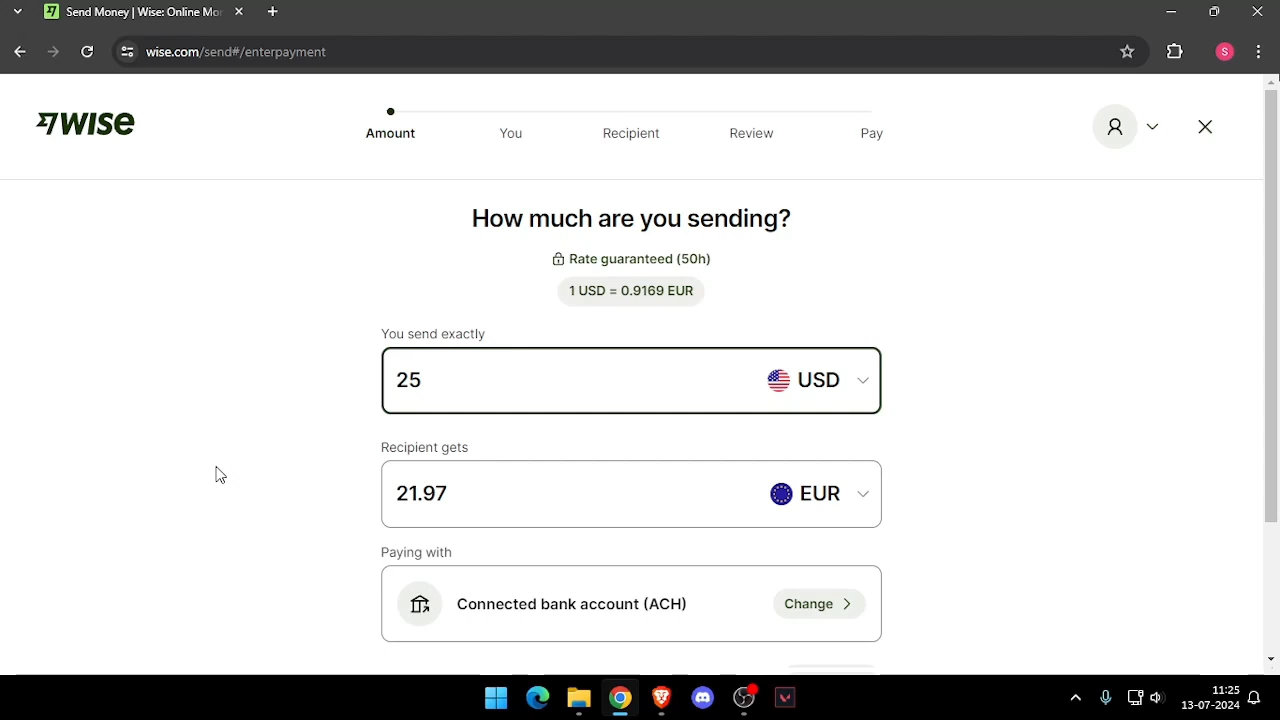 Send Money | Wise: Online Mor
wise.com/send#/enterpayment
S
WISE
Amount
You
Recipient
Review
Pay
How much are you sending?
Rate guaranteed (50h)
1 USD = 0.9169 EUR
You send exactly
25
USD
Recipient gets
21.97
EUR
Paying with
Connected bank account (ACH)
Change
11:25
13-07-2024